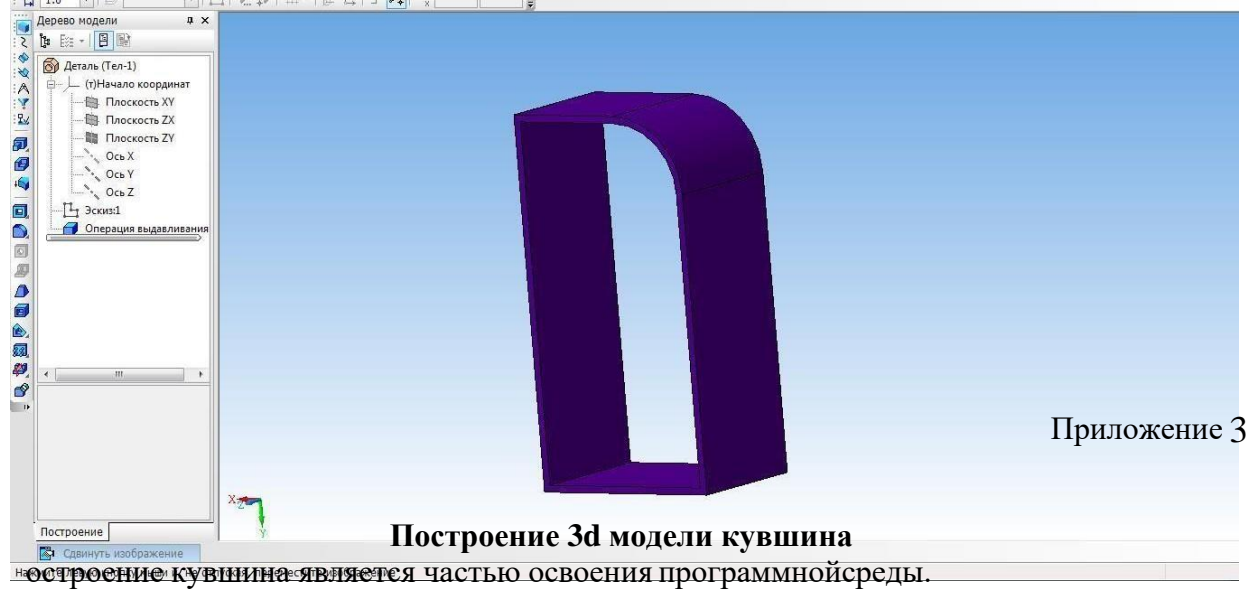 1.0
Дерево модели
Деталь (Тел-1)
(т)Начало координат
Плоскость XY
Плоскость ZX
Плоскость ZY
Ось X
Ось Y
Ось Z
Эскиз:1
Операция выдавливания
Приложение 3
X
Z
Y
Построение
Построение 3d модели кувшина
Сдвинуть изображение
остроение кувшина является частью освоения программнойсреды.